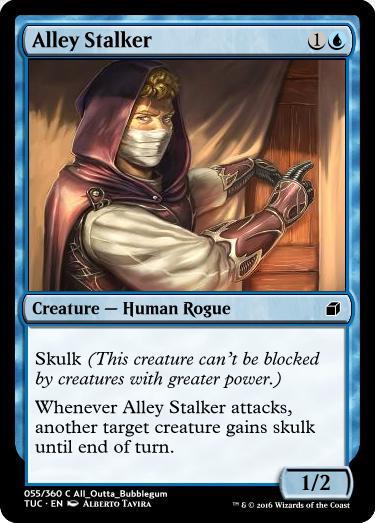 Alley Stalker 1
Creature — Human Rogue
Skulk (This creature can't be blocked
by creatures with greater power.)
Whenever Alley Stalker attacks,
another target creature gains skulk
until end of turn.
1/2
055/360 C All_Outta_Bubblegum
TUC • EN Alberto Tavira
™ & © 2016 Wizards of the Coast